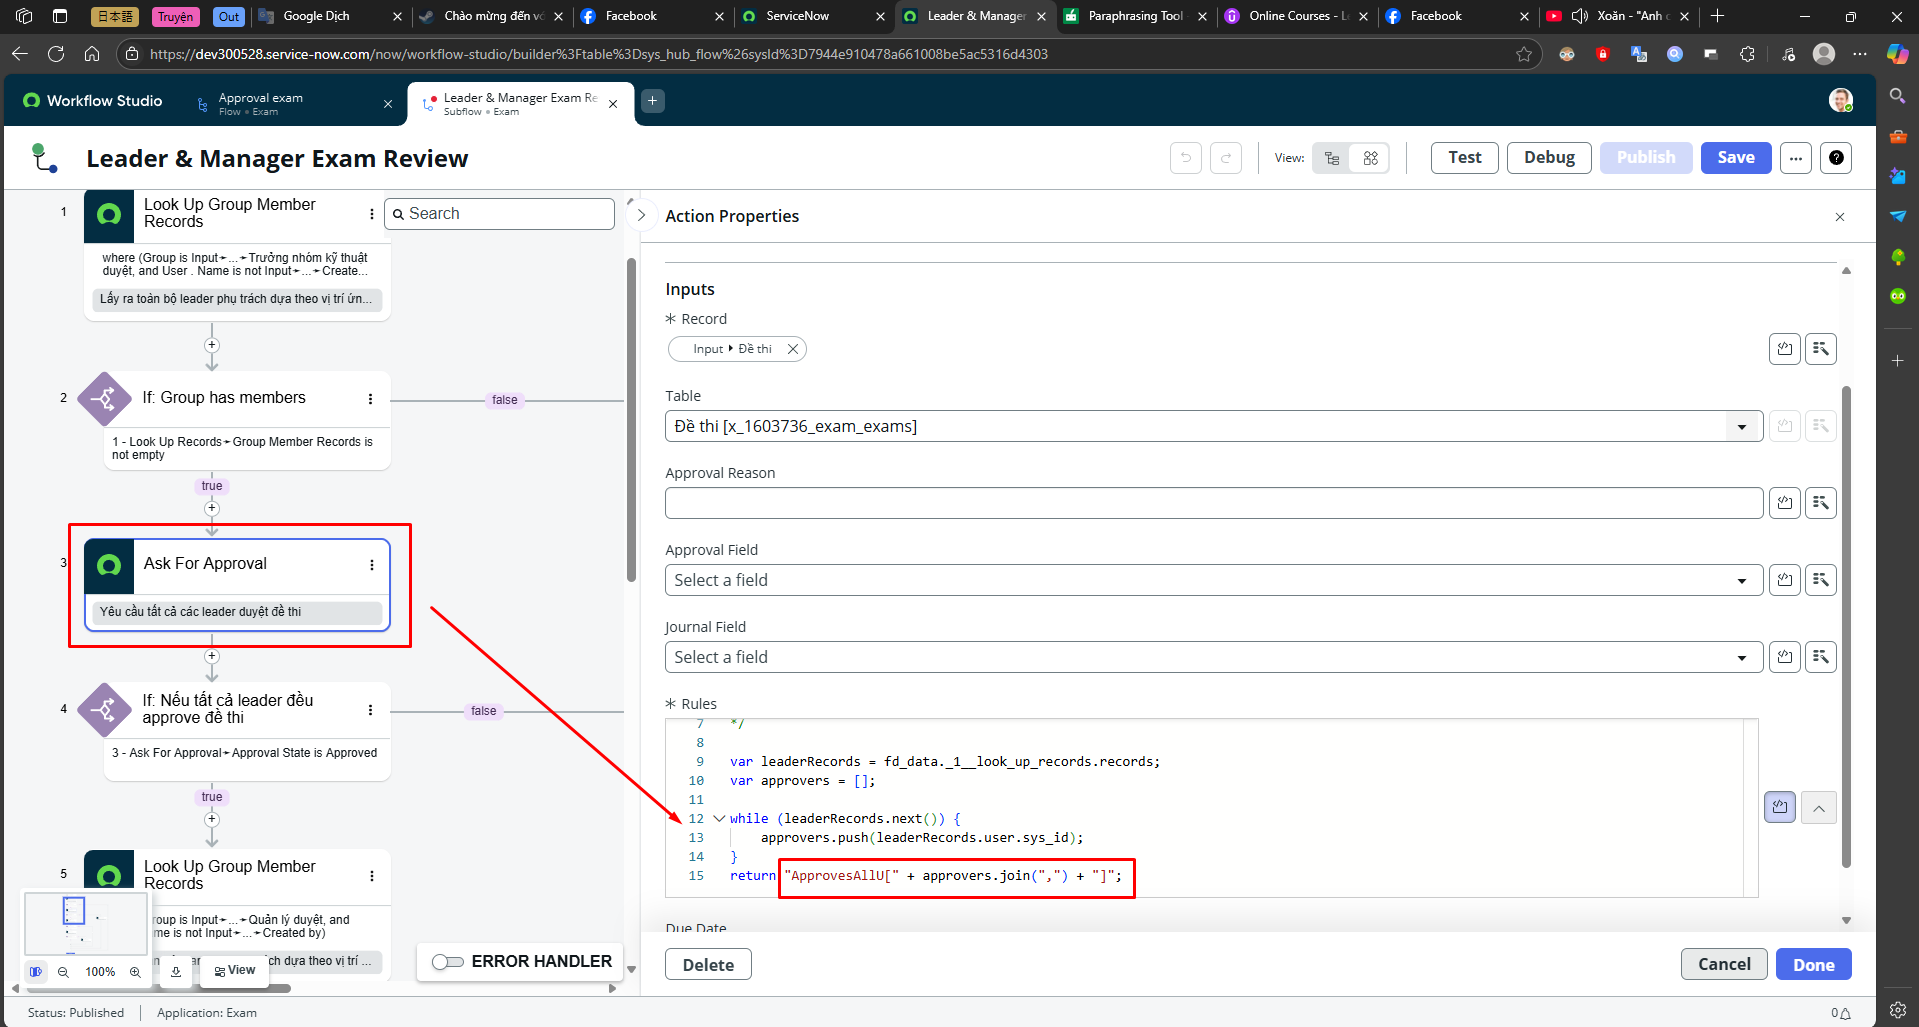 日本語
Truyện
Out
Google Dịch
Chào mừng đến vớ
Facebook
ServiceNow
Leader & Manager
Paraphrasing Tool -
Online Courses - L
Facebook
Xoăn - "Anh c
https://dev300528.service-now.com/now/workflow-studio/builder%3Ftable%3Dsys_hub_flow%26sysId%3D7944e910478a661008be5ac5316d4303
Workflow Studio
Approval exam
Flow • Exam
Leader & Manager Exam Re
Subflow • Exam
Leader & Manager Exam Review
View:
Test
Debug
Publish
Save
1
Look Up Group Member
Records
Search
where (Group is Input➛...➛Trưởng nhóm kỹ thuật
duyệt, and User . Name is not Input➛...➛Create...
Lấy ra toàn bộ leader phụ trách dựa theo vị trí ứn...
2
If: Group has members
false
1 - Look Up Records➛Group Member Records is
not empty
true
3
Ask For Approval
Yêu cầu tất cả các leader duyệt đề thi
4
If: Nếu tất cả leader đều
approve đề thi
false
3 - Ask For Approval➛Approval State is Approved
true
5
Look Up Group Member
Records
roup is Input➛...➛Quản lý duyệt, and
me is not Input➛...➛Created by)
ch dựa theo vị trí ...
100%
View
ERROR HANDLER
Action Properties
Inputs
Record
Input ▸ Đề thi
Table
Đề thi [x_1603736_exam_exams]
Approval Reason
Approval Field
Select a field
Journal Field
Select a field
Rules
7 */
8
9 var leaderRecords = fd_data._1__look_up_records.records;
10 var approvers = [];
11
12 while (leaderRecords.next()) {
13 approvers.push(leaderRecords.user.sys_id);
14 }
15 return "ApprovesAllU[" + approvers.join(",") + "]";
Due Date
Delete
Cancel
Done
Status: Published
Application: Exam
0